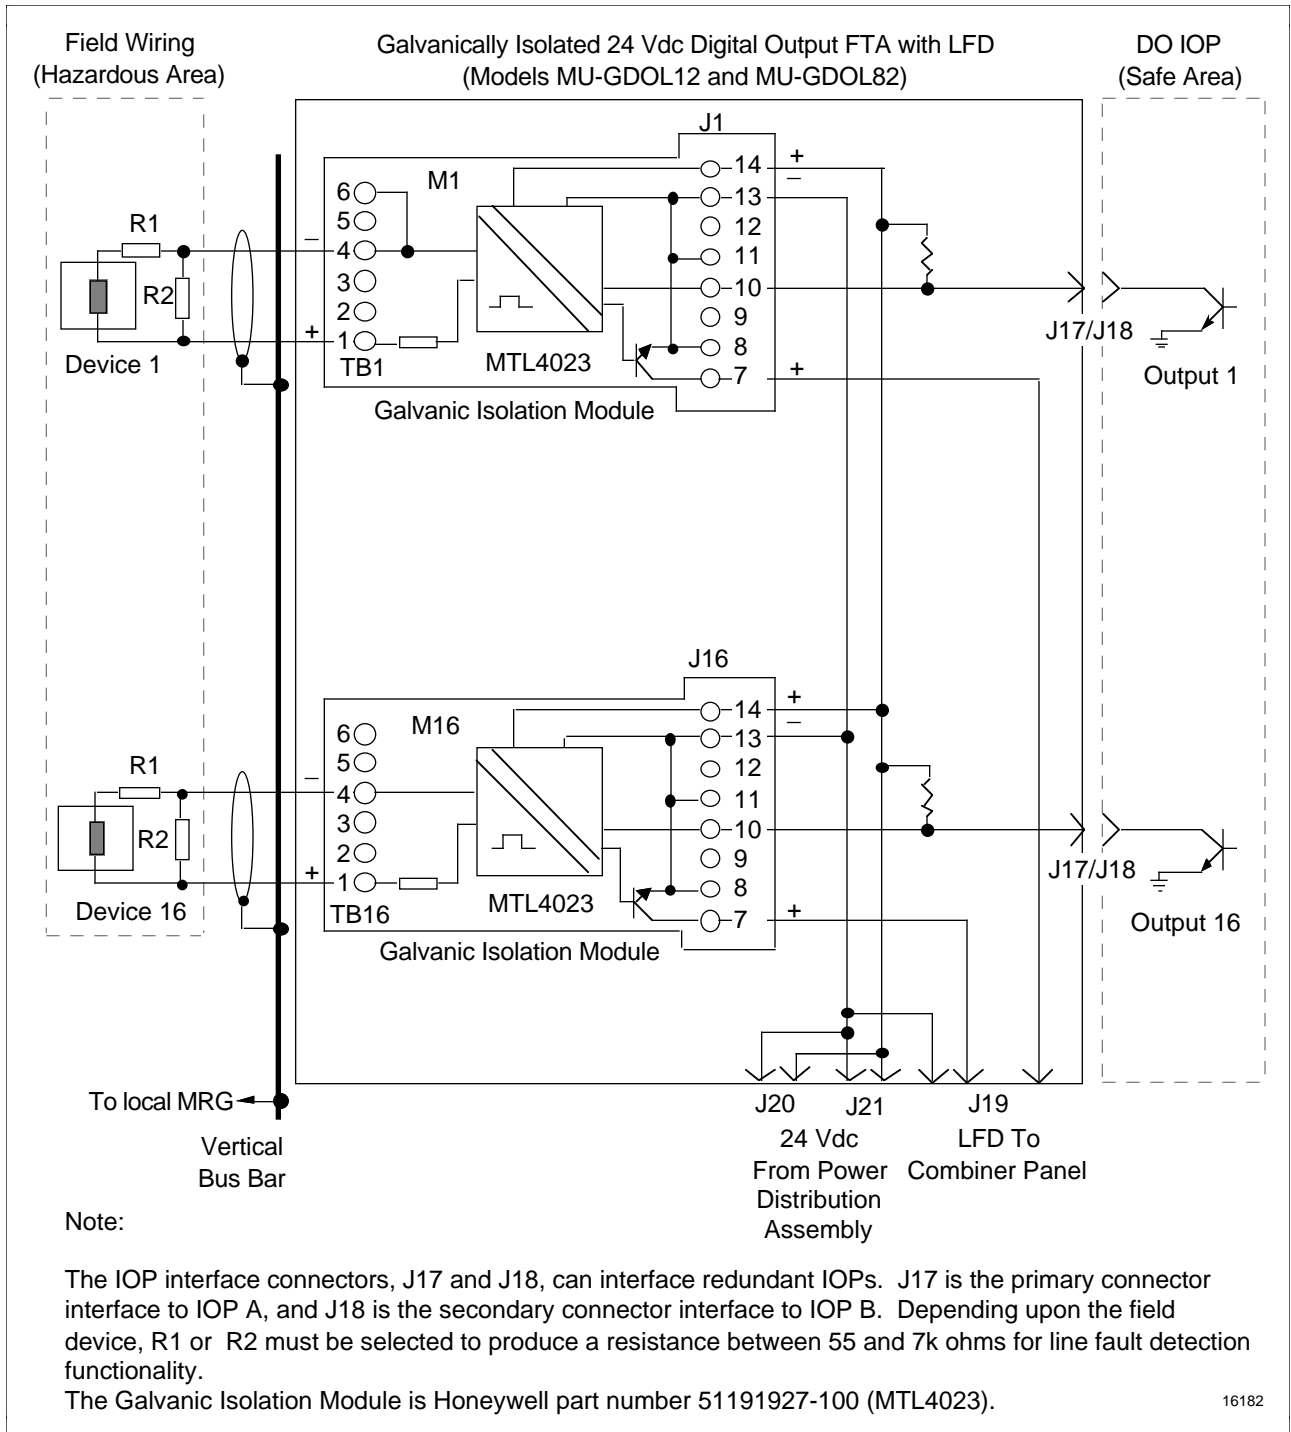 Field Wiring
(Hazardous Area)
Galvanically Isolated 24 Vdc Digital Output FTA with LFD
(Models MU-GDOL12 and MU-GDOL82)
DO IOP
(Safe Area)
J1
M1
6
5
4
3
2
1
TB1
14
13
12
11
10
9
8
7
+
–
+
R1
R2
–
+
Device 1
MTL4023
Galvanic Isolation Module
J17/J18
Output 1
J16
M16
6
5
4
3
2
1
TB16
14
13
12
11
10
9
8
7
+
–
+
R1
R2
–
+
Device 16
MTL4023
Galvanic Isolation Module
J17/J18
Output 16
To local MRG
Vertical
Bus Bar
J20
J21
J19
24 Vdc
From Power
Distribution
Assembly
LFD To
Combiner Panel
Note:
The IOP interface connectors, J17 and J18, can interface redundant IOPs. J17 is the primary connector
interface to IOP A, and J18 is the secondary connector interface to IOP B. Depending upon the field
device, R1 or R2 must be selected to produce a resistance between 55 and 7k ohms for line fault detection
functionality.
The Galvanic Isolation Module is Honeywell part number 51191927-100 (MTL4023).
16182